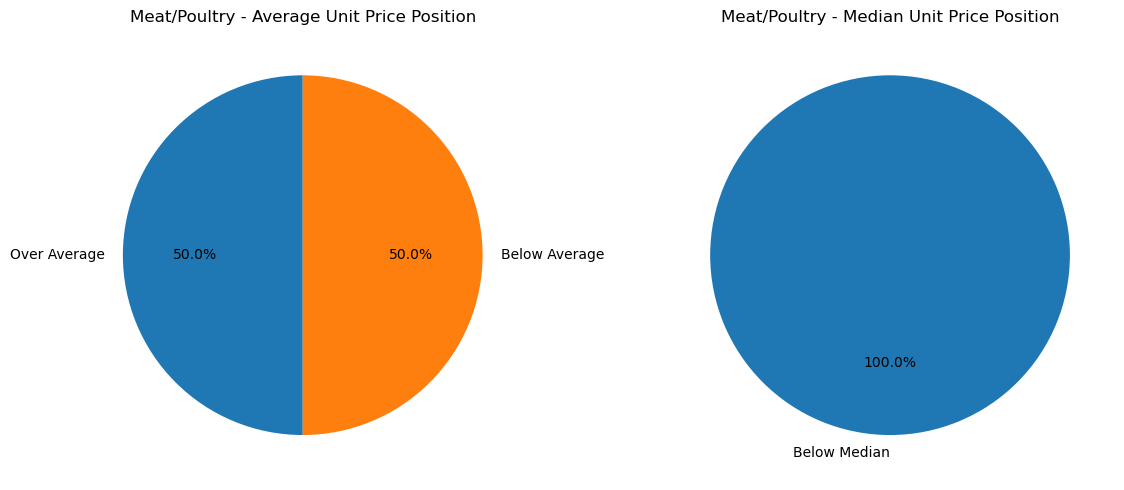 Meat/Poultry - Average Unit Price Position
Over Average
50.0%
50.0%
Below Average
Meat/Poultry - Median Unit Price Position
100.0%
Below Median